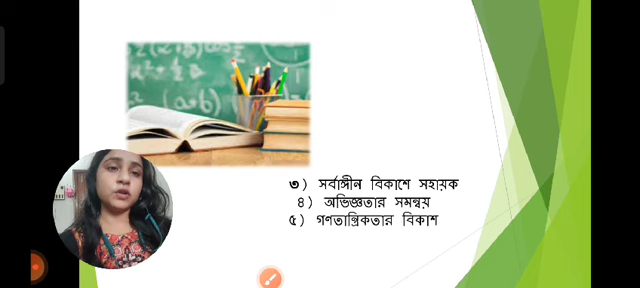 ৩) সর্বাঙ্গীন বিকাশে সহায়ক
৪) অভিজ্ঞতার সমন্বয়
৫) গণতান্ত্রিকতার বিকাশ